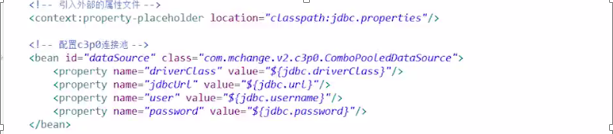 <!-- 引入外部的属性文件 -->
<context:property-placeholder location="classpath:jdbc.properties"/>
<!-- 配置c3p0连接池 -->
<bean id="dataSource" class="com.mchange.v2.c3p0.ComboPooledDataSource">
<property name="driverClass" value="${jdbc.driverClass}"/>
<property name="jdbcUrl" value="${jdbc.url}"/>
<property name="user" value="${jdbc.username}"/>
<property name="password" value="${jdbc.password}"/>
</bean>